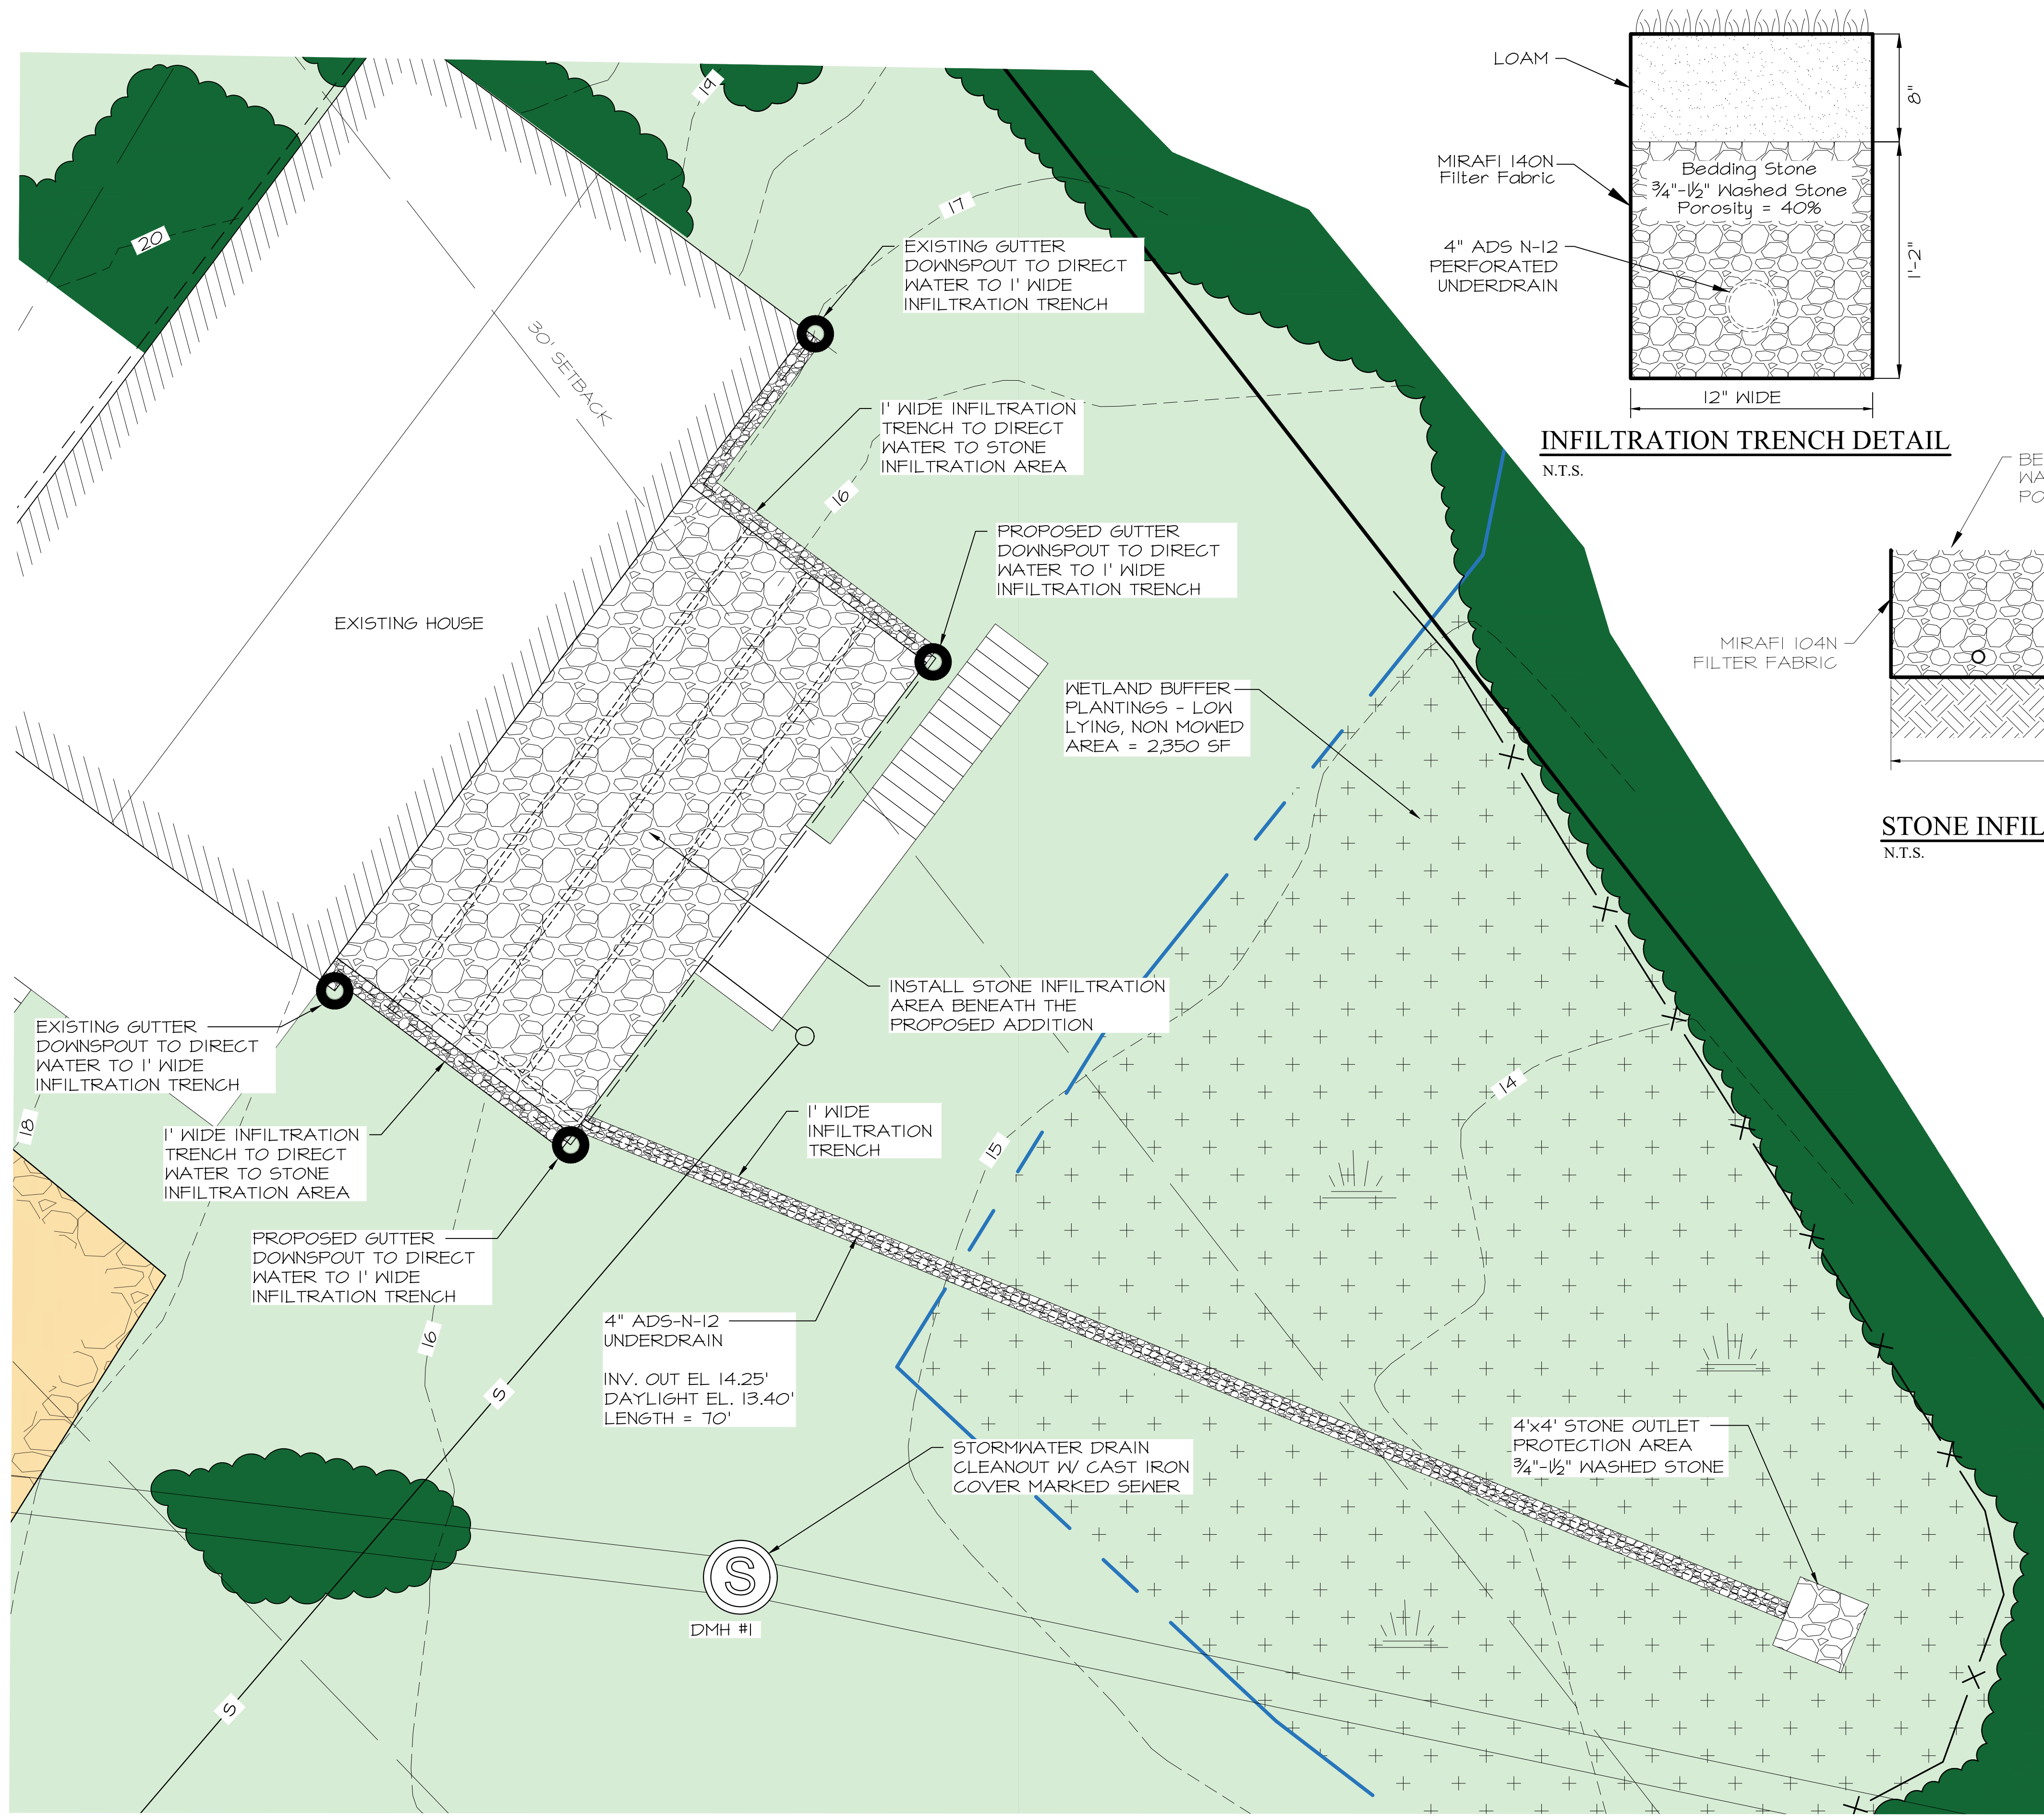 LOAM
8"
MIRAFI 140N
Filter Fabric
Bedding Stone
¾"-1½" Washed Stone
Porosity = 40%
4" ADS N-12
PERFORATED
UNDERDRAIN
1'-2"
12" WIDE
INFILTRATION TRENCH DETAIL
N.T.S.
BE
WA
PO
MIRAFI 104N
FILTER FABRIC
STONE INFIL
N.T.S.
19
20
17
EXISTING GUTTER
DOWNSPOUT TO DIRECT
WATER TO 1' WIDE
INFILTRATION TRENCH
30' SETBACK
1' WIDE INFILTRATION
TRENCH TO DIRECT
WATER TO STONE
INFILTRATION AREA
16
PROPOSED GUTTER
DOWNSPOUT TO DIRECT
WATER TO 1' WIDE
INFILTRATION TRENCH
EXISTING HOUSE
WETLAND BUFFER
PLANTINGS - LOW
LYING, NON MOWED
AREA = 2,350 SF
INSTALL STONE INFILTRATION
AREA BENEATH THE
PROPOSED ADDITION
EXISTING GUTTER
DOWNSPOUT TO DIRECT
WATER TO 1' WIDE
INFILTRATION TRENCH
18
14
15
1' WIDE
INFILTRATION
TRENCH
1' WIDE INFILTRATION
TRENCH TO DIRECT
WATER TO STONE
INFILTRATION AREA
PROPOSED GUTTER
DOWNSPOUT TO DIRECT
WATER TO 1' WIDE
INFILTRATION TRENCH
16
4" ADS-N-12
UNDERDRAIN
INV. OUT EL 14.25'
DAYLIGHT EL. 13.40'
LENGTH = 70'
S
4'x4' STONE OUTLET
PROTECTION AREA
¾"-1½" WASHED STONE
STORMWATER DRAIN
CLEANOUT W/ CAST IRON
COVER MARKED SEWER
S
DMH #1
S